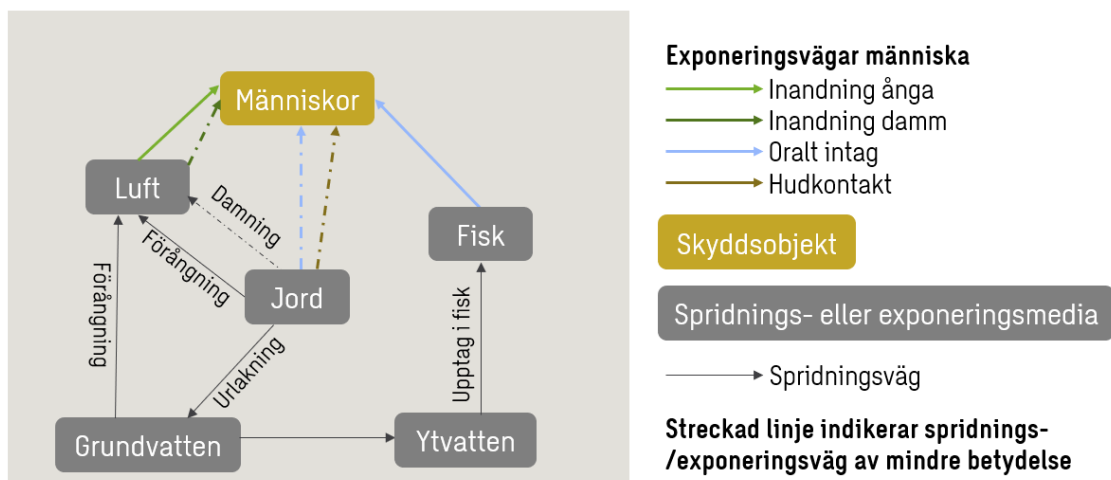 Människor
Luft
Damning
Förångning
Förångning
Jord
Fisk
Urlakning
Upptag i fisk
Grundvatten
Ytvatten
Exponeringsvägar människa
Inandning ånga
Inandning damm
Oralt intag
Hudkontakt
Skyddsobjekt
Spridnings- eller exponeringsmedia
Spridningsväg
Streckad linje indikerar spridnings-
/exponeringsväg av mindre betydelse